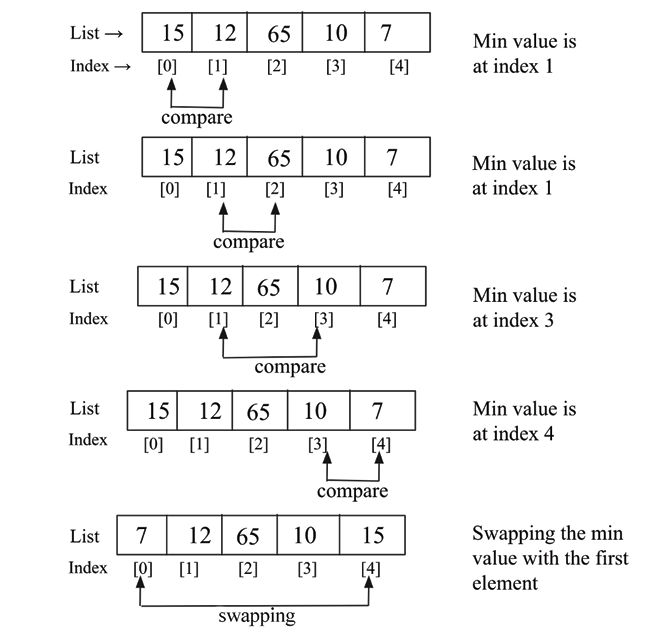 List → 15 12 65 10 7
Index → [0] [1] [2] [3] [4]
compare
Min value is
at index 1
List 15 12 65 10 7
Index [0] [1] [2] [3] [4]
compare
Min value is
at index 1
List 15 12 65 10 7
Index [0] [1] [2] [3] [4]
compare
Min value is
at index 3
List 15 12 65 10 7
Index [0] [1] [2] [3] [4]
compare
Min value is
at index 4
List 7 12 65 10 15
Index [0] [1] [2] [3] [4]
swapping
Swapping the min
value with the first
element